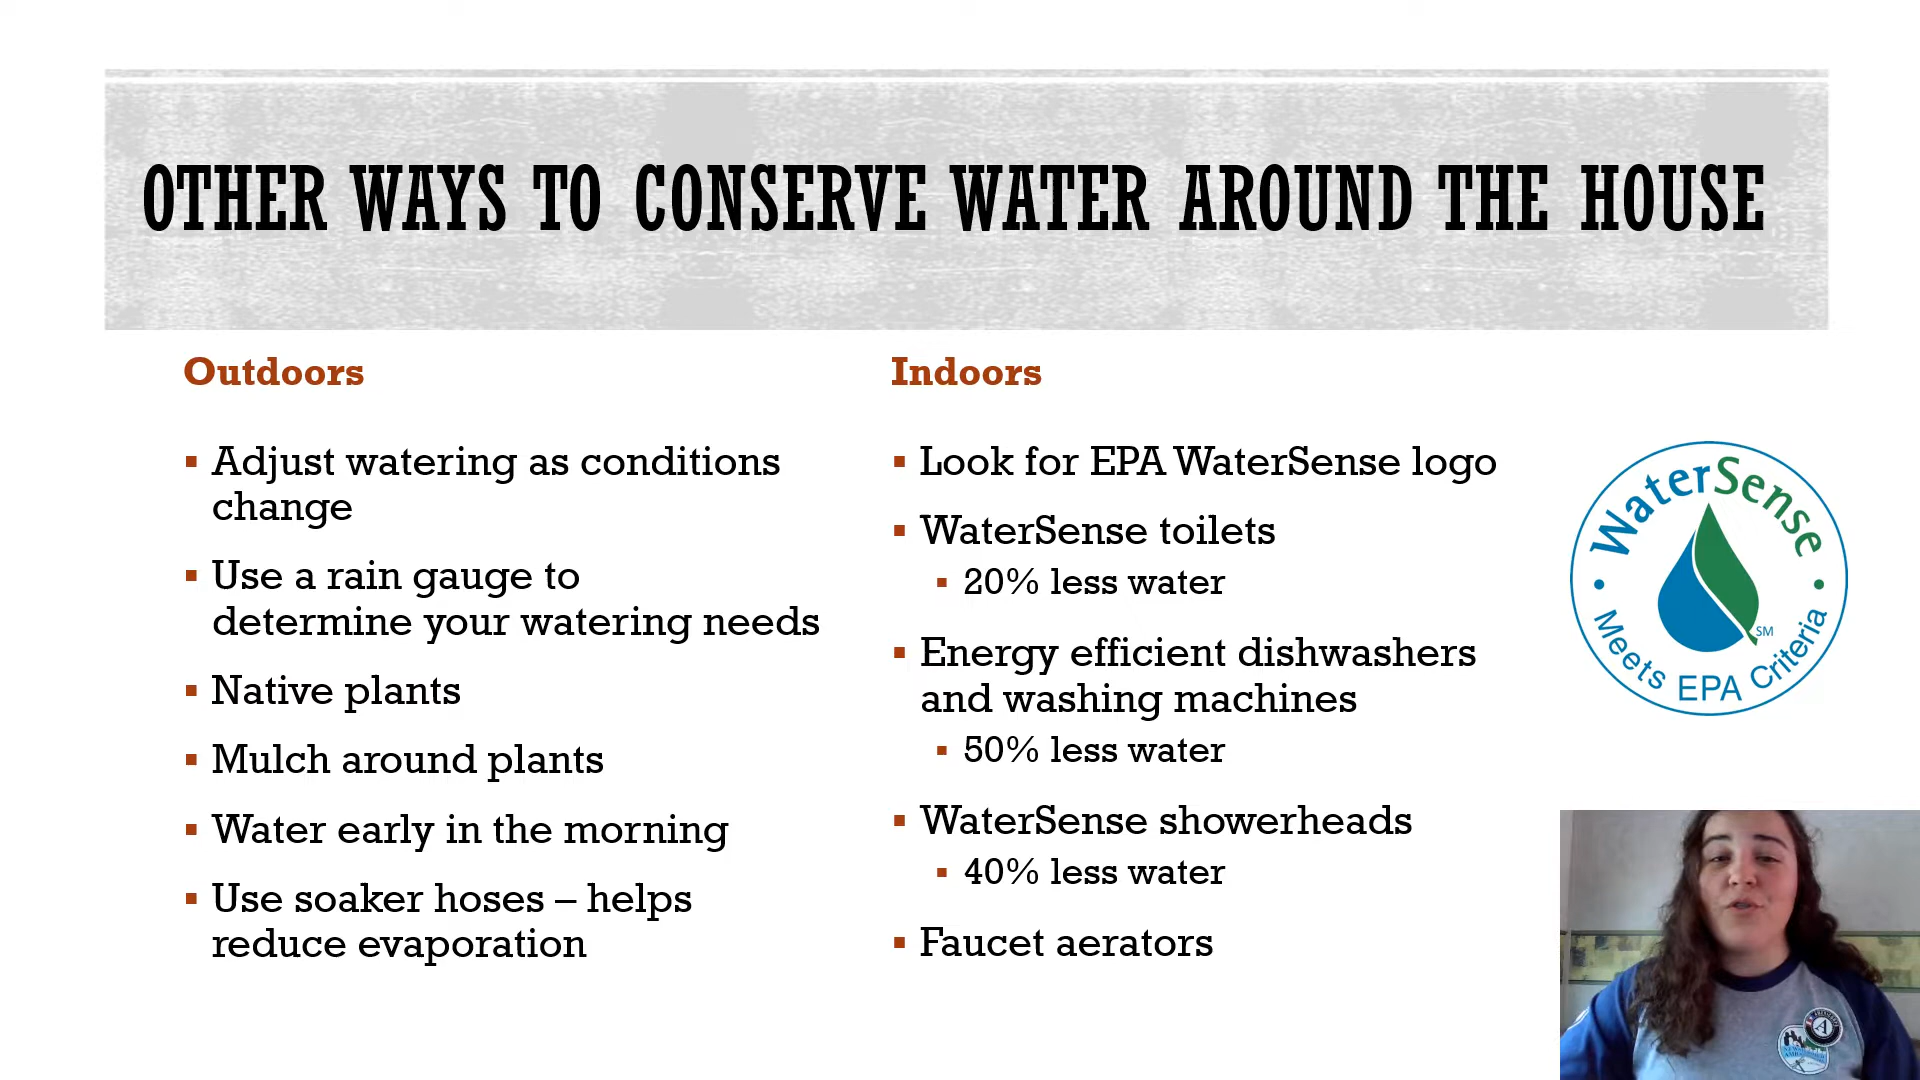 OTHER WAYS TO CONSERVE WATER AROUND THE HOUSE
Outdoors
▪ Adjust watering as conditions
change
▪ Use a rain gauge to
determine your watering needs
▪ Native plants
▪ Mulch around plants
▪ Water early in the morning
▪ Use soaker hoses – helps
reduce evaporation
Indoors
▪ Look for EPA WaterSense logo
▪ WaterSense toilets
▪ 20% less water
▪ Energy efficient dishwashers
and washing machines
▪ 50% less water
▪ WaterSense showerheads
▪ 40% less water
▪ Faucet aerators
WaterSense
SM
Meets EPA Criteria
A